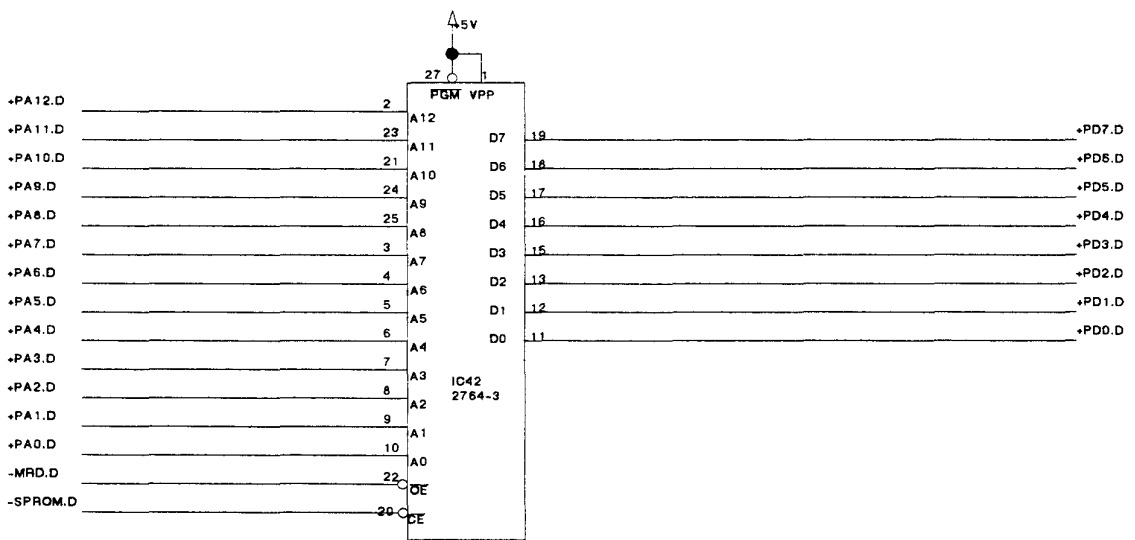 +5V
27 1
PGM VPP
+PA12.D 2 A12
+PA11.D 23 A11 D7 19 +PD7.D
+PA10.D 21 A10 D6 18 +PD6.D
+PA9.D 24 A9 D5 17 +PD5.D
+PA8.D 25 A8 D4 16 +PD4.D
+PA7.D 3 A7 D3 15 +PD3.D
+PA6.D 4 A6 D2 13 +PD2.D
+PA5.D 5 A5 D1 12 +PD1.D
+PA4.D 6 A4 D0 11 +PD0.D
+PA3.D 7 A3
+PA2.D 8 A2
+PA1.D 9 A1
+PA0.D 10 A0
-MRD.D 22 OE
-SPROM.D 20 CE
IC42
2764-3